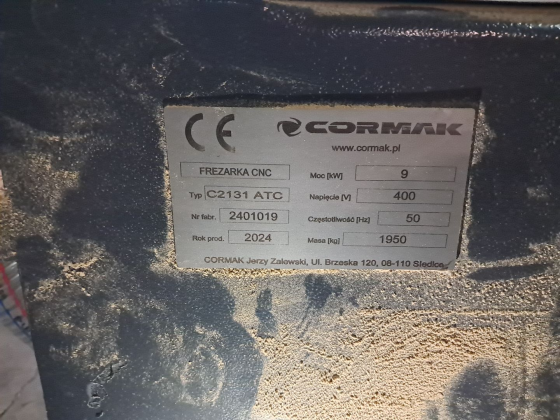 CE CORMAK
www.cormak.pl
FREZARKA CNC Moc [kW] 9
Typ C2131 ATC Napięcie [V] 400
Nr fabr. 2401019 Częstotliwość [Hz] 50
Rok prod. 2024 Masa [kg] 1950
CORMAK Jerzy Zalewski, Ul. Brzeska 120, 08-110 Siedlce